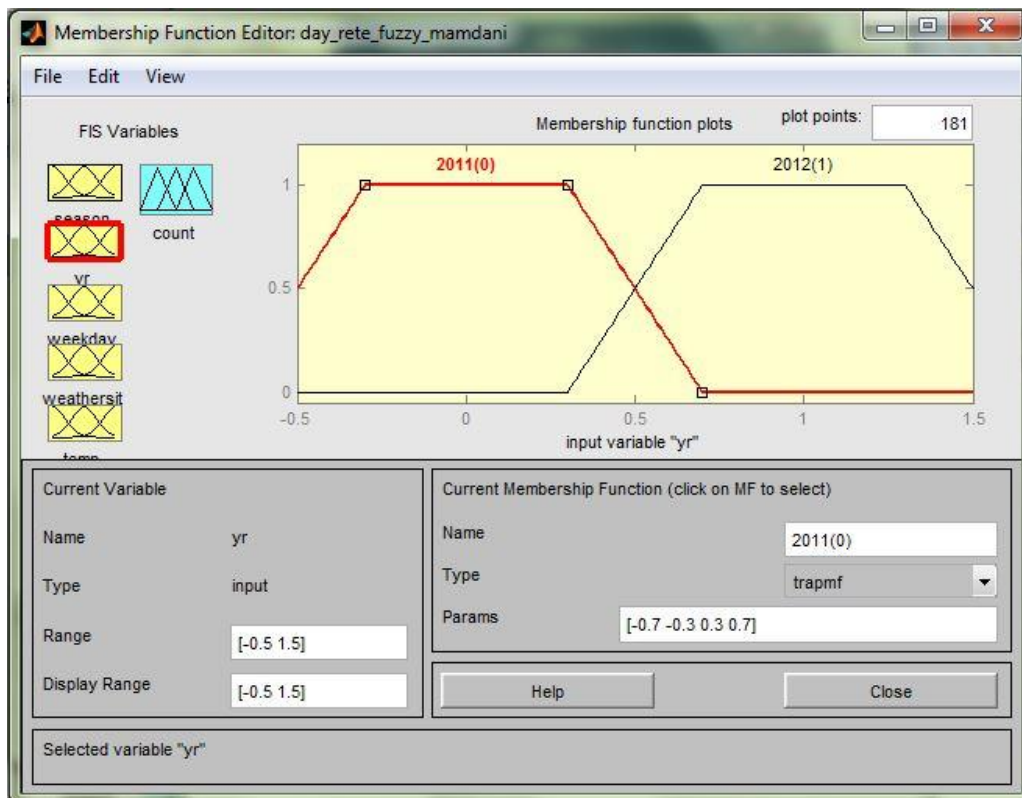 Membership Function Editor: day_rete_fuzzy_mamdani
File Edit View
FIS Variables
Membership function plots
plot points:
181
season
yr
weekday
weathersit
temp
count
2011(0)
2012(1)
1
0.5
0
-0.5 0 0.5 1 1.5
input variable "yr"
Current Variable
Name yr
Type input
Range [-0.5 1.5]
Display Range [-0.5 1.5]
Current Membership Function (click on MF to select)
Name 2011(0)
Type trapmf
Params [-0.7 -0.3 0.3 0.7]
Help Close
Selected variable "yr"